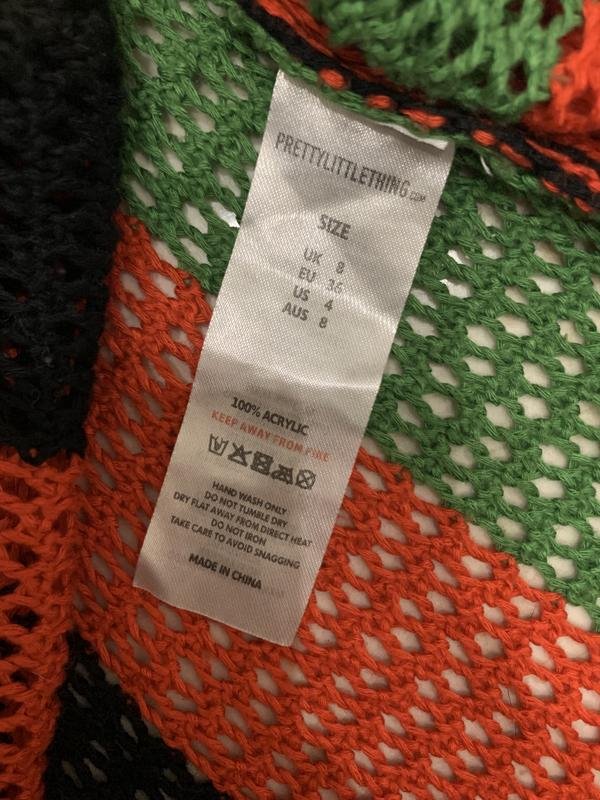 PRETTYLITTLETHING.COM
SIZE
UK 8
EU 36
US 4
AUS 8
100% ACRYLIC
KEEP AWAY FROM FIRE
HAND WASH ONLY
DO NOT TUMBLE DRY
DRY FLAT AWAY FROM DIRECT HEAT
DO NOT IRON
TAKE CARE TO AVOID SNAGGING
MADE IN CHINA